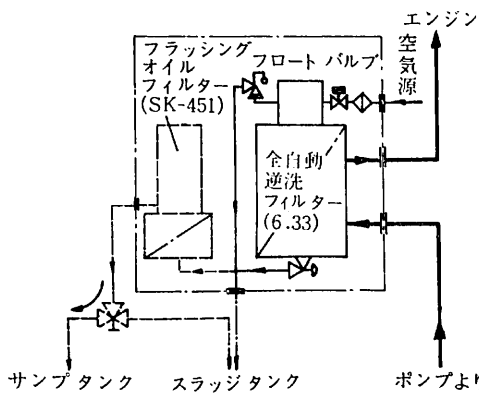 エンジン
空気源
フラッシング
オイル
フィルター
(SK-451)
フロートバルブ
全自動
逆洗
フィルター
(6.33)
サンプタンク
スラッジタンク
ポンプより